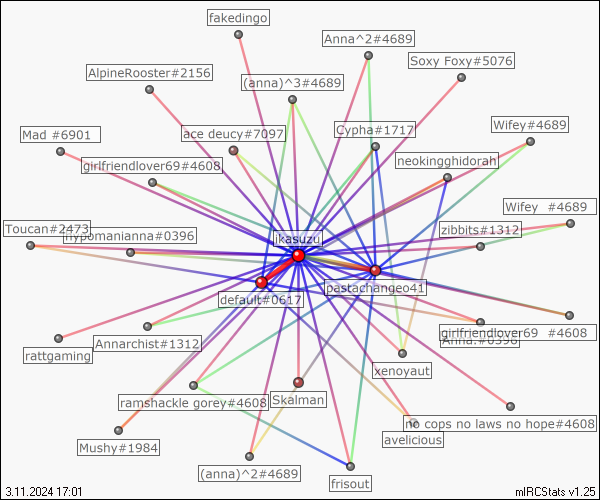 fakedingo
Anna^2#4689
Soxy Foxy#5076
AlpineRooster#2156
(anna)^3#4689
Mad #6901
ace deucy#7097
Cypha#1717
Wifey#4689
girlfriendlover69#4608
neokingghidorah
Wifey  #4689
Toucan#2473
hypomanianna#0396
ikasuzu
zibbits#1312
pastachangeo41
default#0617
girlfriendlover69  #4608
Anna.#0396
rattgaming
Annarchist#1312
xenoyaut
ramshackle gorey#4608
Skalman
no cops no laws no hope#4608
avelicious
Mushy#1984
(anna)^2#4689
frisout
3.11.2024 17:01
mIRCStats v1.25